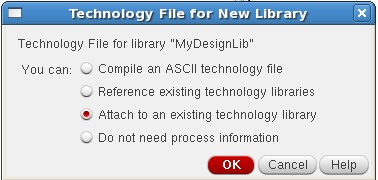 Technology File for New Library
Technology File for library "MyDesignLib"
You can: Compile an ASCII technology file
Reference existing technology libraries
Attach to an existing technology library
Do not need process information
OK Cancel Help